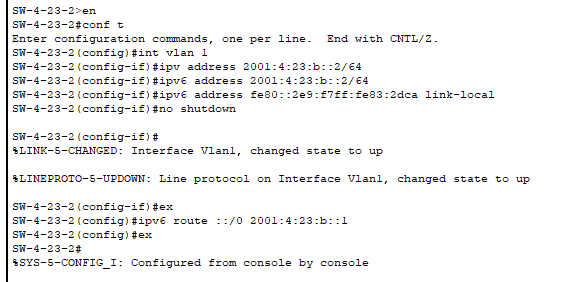 SW-4-23-2>en
SW-4-23-2#conf t
Enter configuration commands, one per line.  End with CNTL/Z.
SW-4-23-2(config)#int vlan 1
SW-4-23-2(config-if)#ipv address 2001:4:23:b::2/64
SW-4-23-2(config-if)#ipv6 address 2001:4:23:b::2/64
SW-4-23-2(config-if)#ipv6 address fe80::2e9:f7ff:fe83:2dca link-local
SW-4-23-2(config-if)#no shutdown
SW-4-23-2(config-if)#
%LINK-5-CHANGED: Interface Vlan1, changed state to up
%LINEPROTO-5-UPDOWN: Line protocol on Interface Vlan1, changed state to up
SW-4-23-2(config-if)#ex
SW-4-23-2(config)#ipv6 route ::/0 2001:4:23:b::1
SW-4-23-2(config)#ex
SW-4-23-2#
%SYS-5-CONFIG_I: Configured from console by console